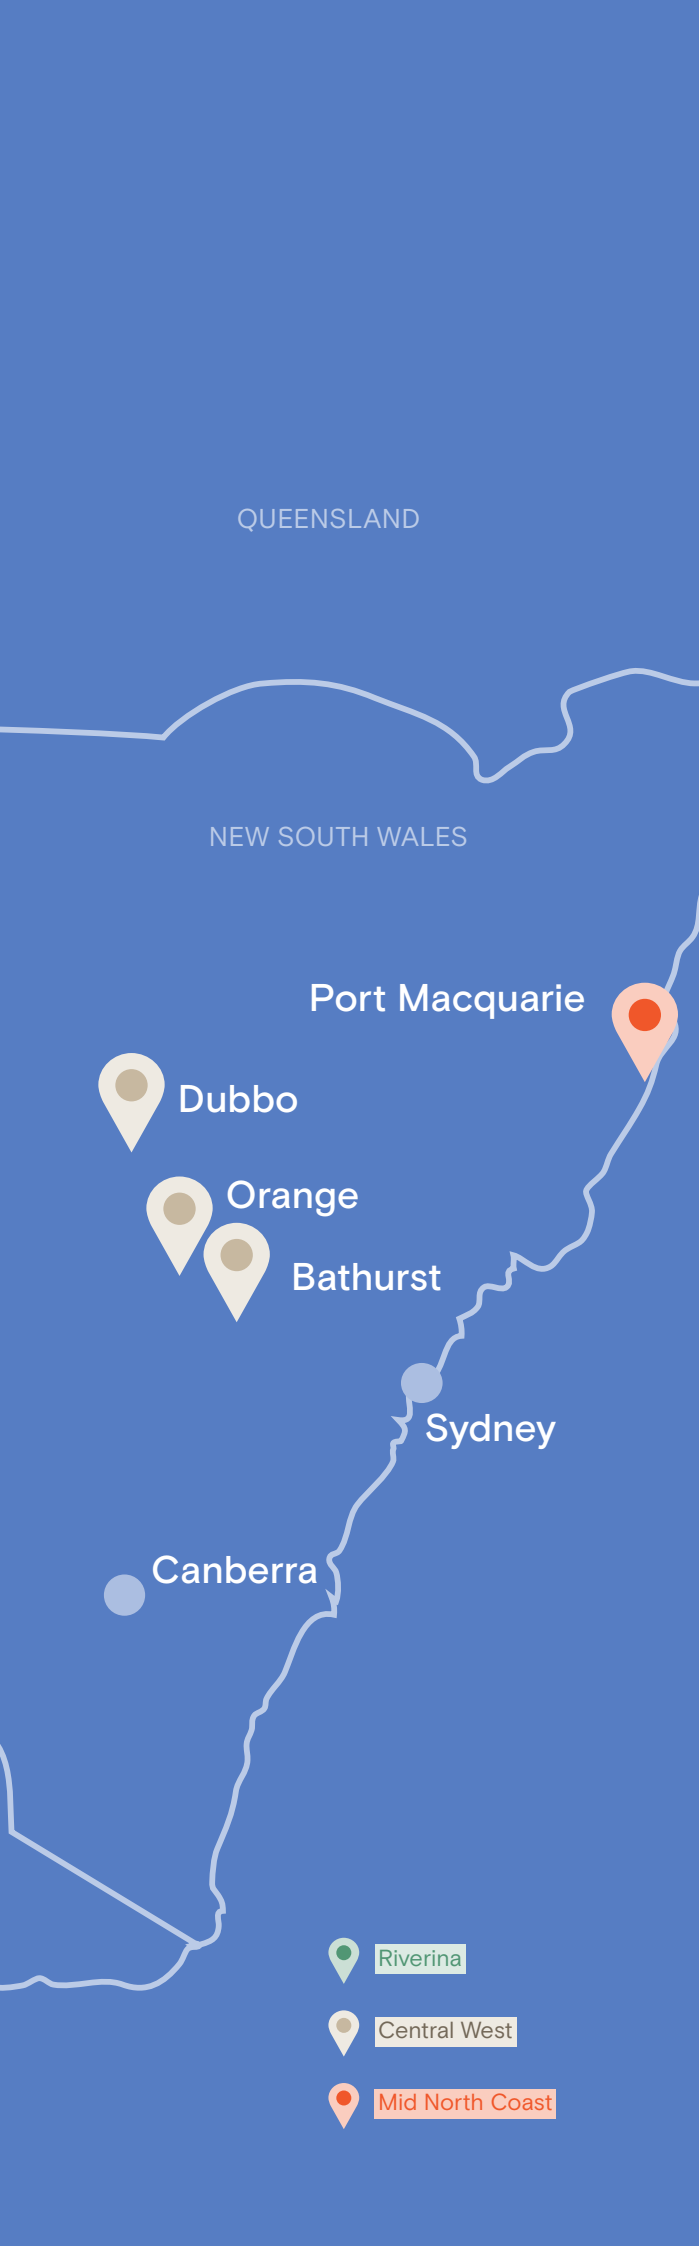 QUEENSLAND
NEW SOUTH WALES
Port Macquarie
Dubbo
Orange
Bathurst
Sydney
Canberra
Riverina
Central West
Mid North Coast